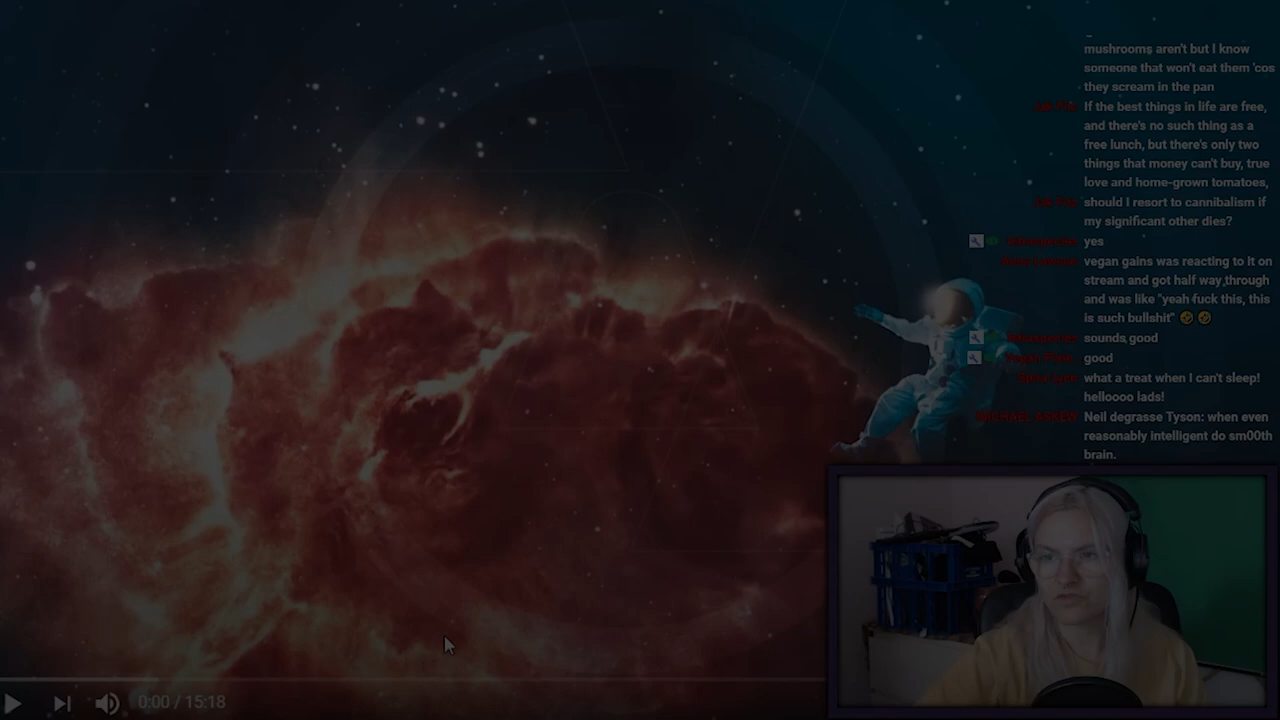 mushrooms aren't but I know
someone that won't eat them 'cos
they scream in the pan
If the best things in life are free,
and there's no such thing as a
free lunch, but there's only two
things that money can't buy, true
love and home-grown tomatoes,
should I resort to cannibalism if
my significant other dies?
yes
vegan gains was reacting to It on
stream and got half way through
and was like "yeah fuck this, this
is such bullshit" 🤣 🤣
sounds good
good
what a treat when I can't sleep!
helloooo lads!
MICHAEL ASKEW Neil degrasse Tyson: when even
reasonably intelligent do sm00th
brain.
0:00 / 15:18